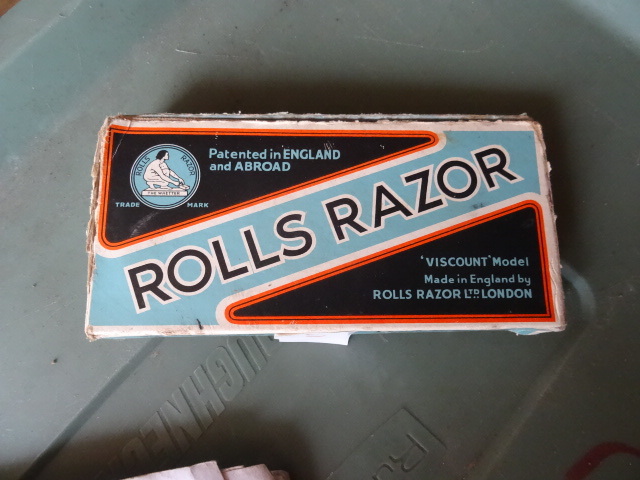 ROLLS RAZOR
THE WHETTER
TRADE MARK
Patented in ENGLAND
and ABROAD
ROLLS RAZOR
'VISCOUNT' Model
Made in England by
ROLLS RAZOR LTD LONDON